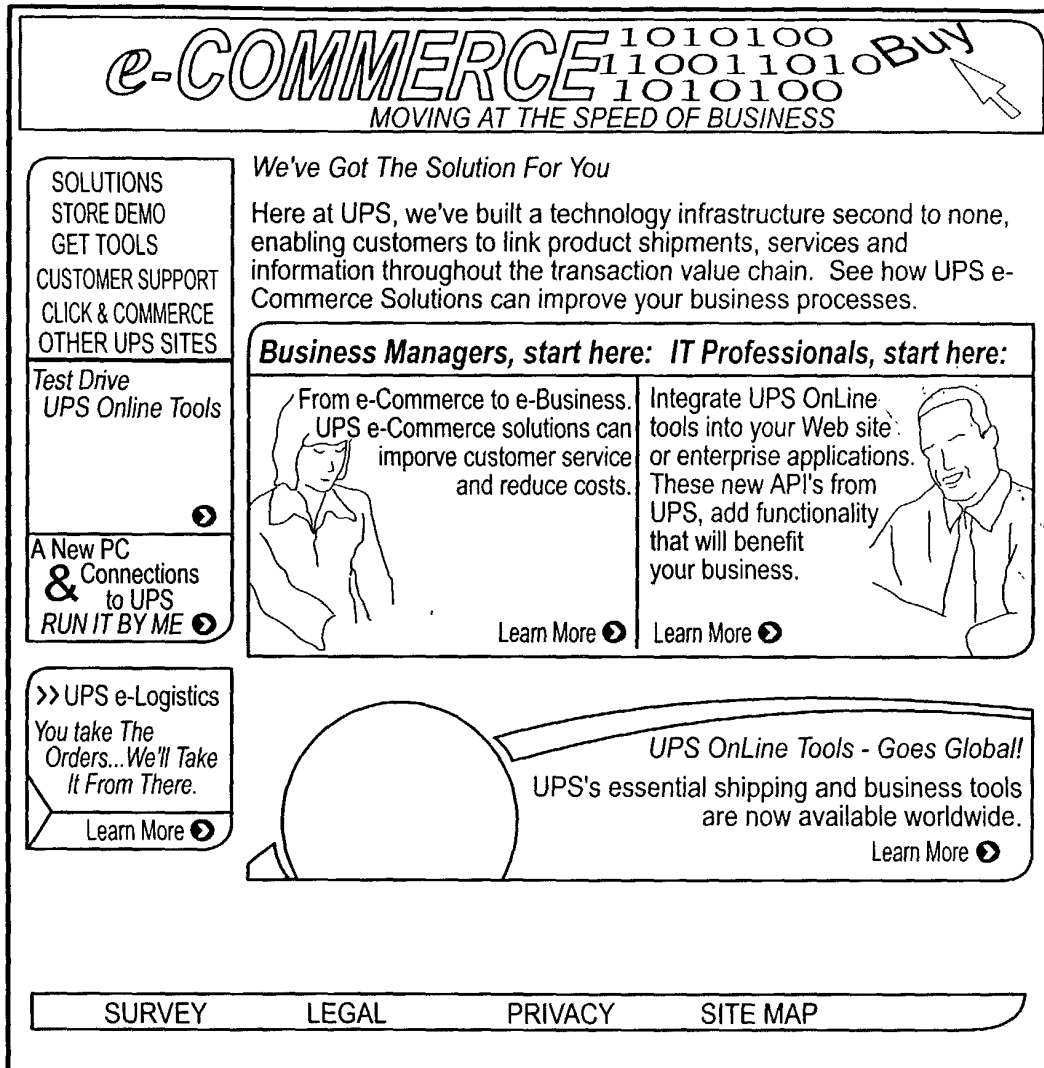 e-COMMERCE
1010100
110011010
1010100
Buy
MOVING AT THE SPEED OF BUSINESS
SOLUTIONS
STORE DEMO
GET TOOLS
CUSTOMER SUPPORT
CLICK & COMMERCE
OTHER UPS SITES
Test Drive
UPS Online Tools
A New PC
& Connections
to UPS
RUN IT BY ME
>> UPS e-Logistics
You take The
Orders...We'll Take
It From There.
Learn More
We've Got The Solution For You
Here at UPS, we've built a technology infrastructure second to none,
enabling customers to link product shipments, services and
information throughout the transaction value chain. See how UPS e-
Commerce Solutions can improve your business processes.
Business Managers, start here:
From e-Commerce to e-Business.
UPS e-Commerce solutions can
imporve customer service
and reduce costs.
Learn More
IT Professionals, start here:
Integrate UPS OnLine
tools into your Web site
or enterprise applications.
These new API's from
UPS, add functionality
that will benefit
your business.
Learn More
UPS OnLine Tools - Goes Global!
UPS's essential shipping and business tools
are now available worldwide.
Learn More
SURVEY LEGAL PRIVACY SITE MAP